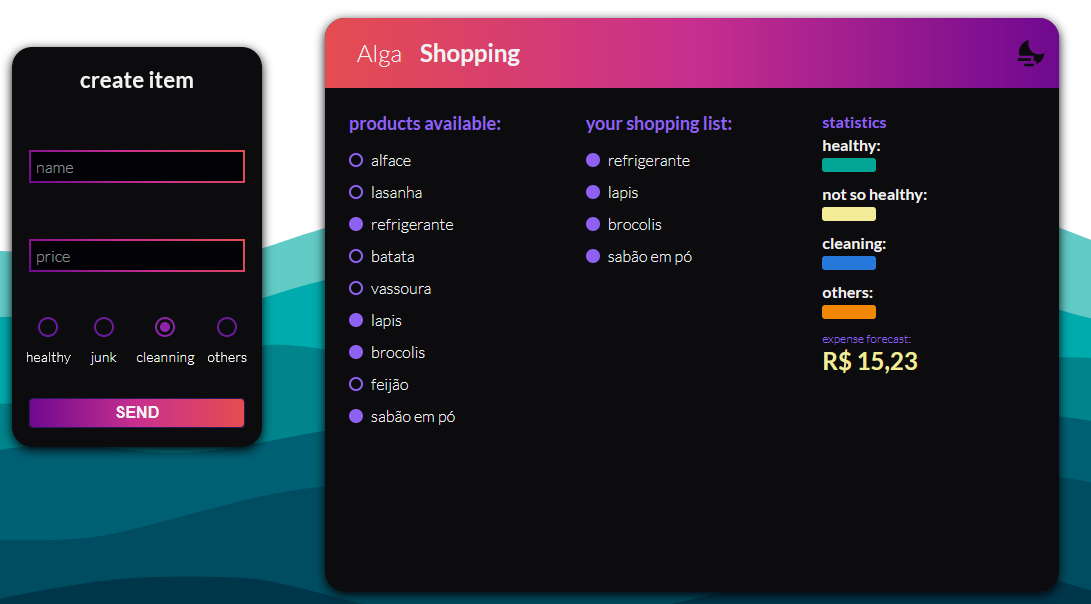 create item
name
price
healthy junk cleanning others
SEND
Alga Shopping
products available:
alface
lasanha
refrigerante
batata
vassoura
lapis
brocolis
feijão
sabão em pó
your shopping list:
refrigerante
lapis
brocolis
sabão em pó
statistics
healthy:
not so healthy:
cleaning:
others:
expense forecast:
R$ 15,23